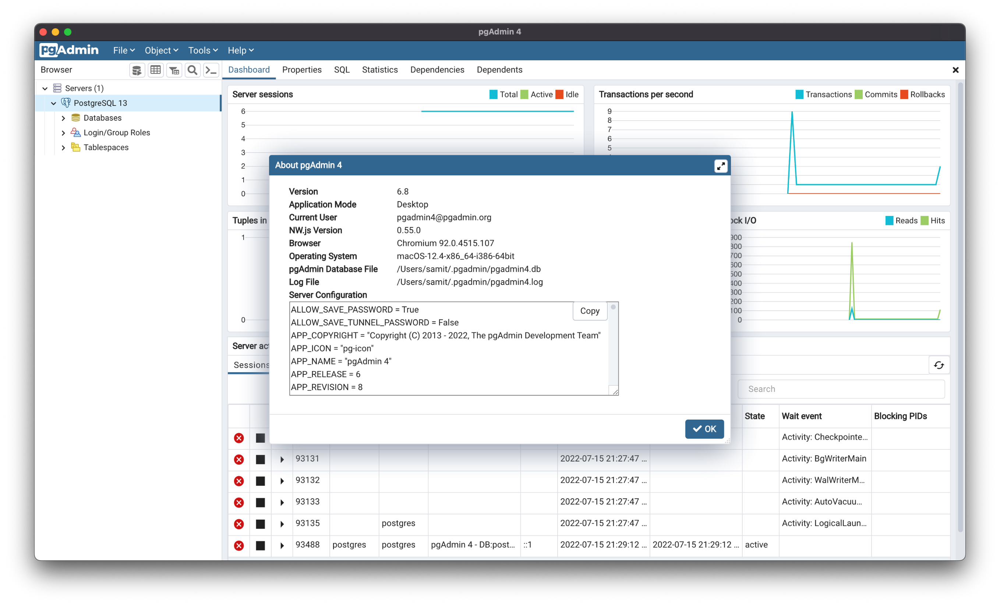 pgAdmin 4
pgAdmin File Object Tools Help
Browser
Dashboard Properties SQL Statistics Dependencies Dependents
Servers (1)
PostgreSQL 13
Databases
Login/Group Roles
Tablespaces
Server sessions Total Active Idle
6
5
4
3
2
1
0
Transactions per second Transactions Commits Rollbacks
9
8
7
6
5
Tuples in
1
0
I/O Reads Hits
100
0
About pgAdmin 4
Version 6.8
Application Mode Desktop
Current User pgadmin4@pgadmin.org
NW.js Version 0.55.0
Browser Chromium 92.0.4515.107
Operating System macOS-12.4-x86_64-i386-64bit
pgAdmin Database File /Users/samit/.pgadmin/pgadmin4.db
Log File /Users/samit/.pgadmin/pgadmin4.log
Server Configuration
ALLOW_SAVE_PASSWORD = True
Copy
ALLOW_SAVE_TUNNEL_PASSWORD = False
APP_COPYRIGHT = "Copyright (C) 2013 - 2022, The pgAdmin Development Team"
APP_ICON = "pg-icon"
APP_NAME = "pgAdmin 4"
APP_RELEASE = 6
APP_REVISION = 8
OK
Server
Sessions
Search
State Wait event Blocking PIDs
Activity: Checkpointe...
93131 2022-07-15 21:27:47 ... Activity: BgWriterMain
93132 2022-07-15 21:27:47 ... Activity: WalWriterM...
93133 2022-07-15 21:27:47 ... Activity: AutoVacuu...
93135 postgres 2022-07-15 21:27:47 ... Activity: LogicalLaun...
93488 postgres postgres pgAdmin 4 - DB:post... ::1 2022-07-15 21:29:12 ... 2022-07-15 21:29:12 ... active